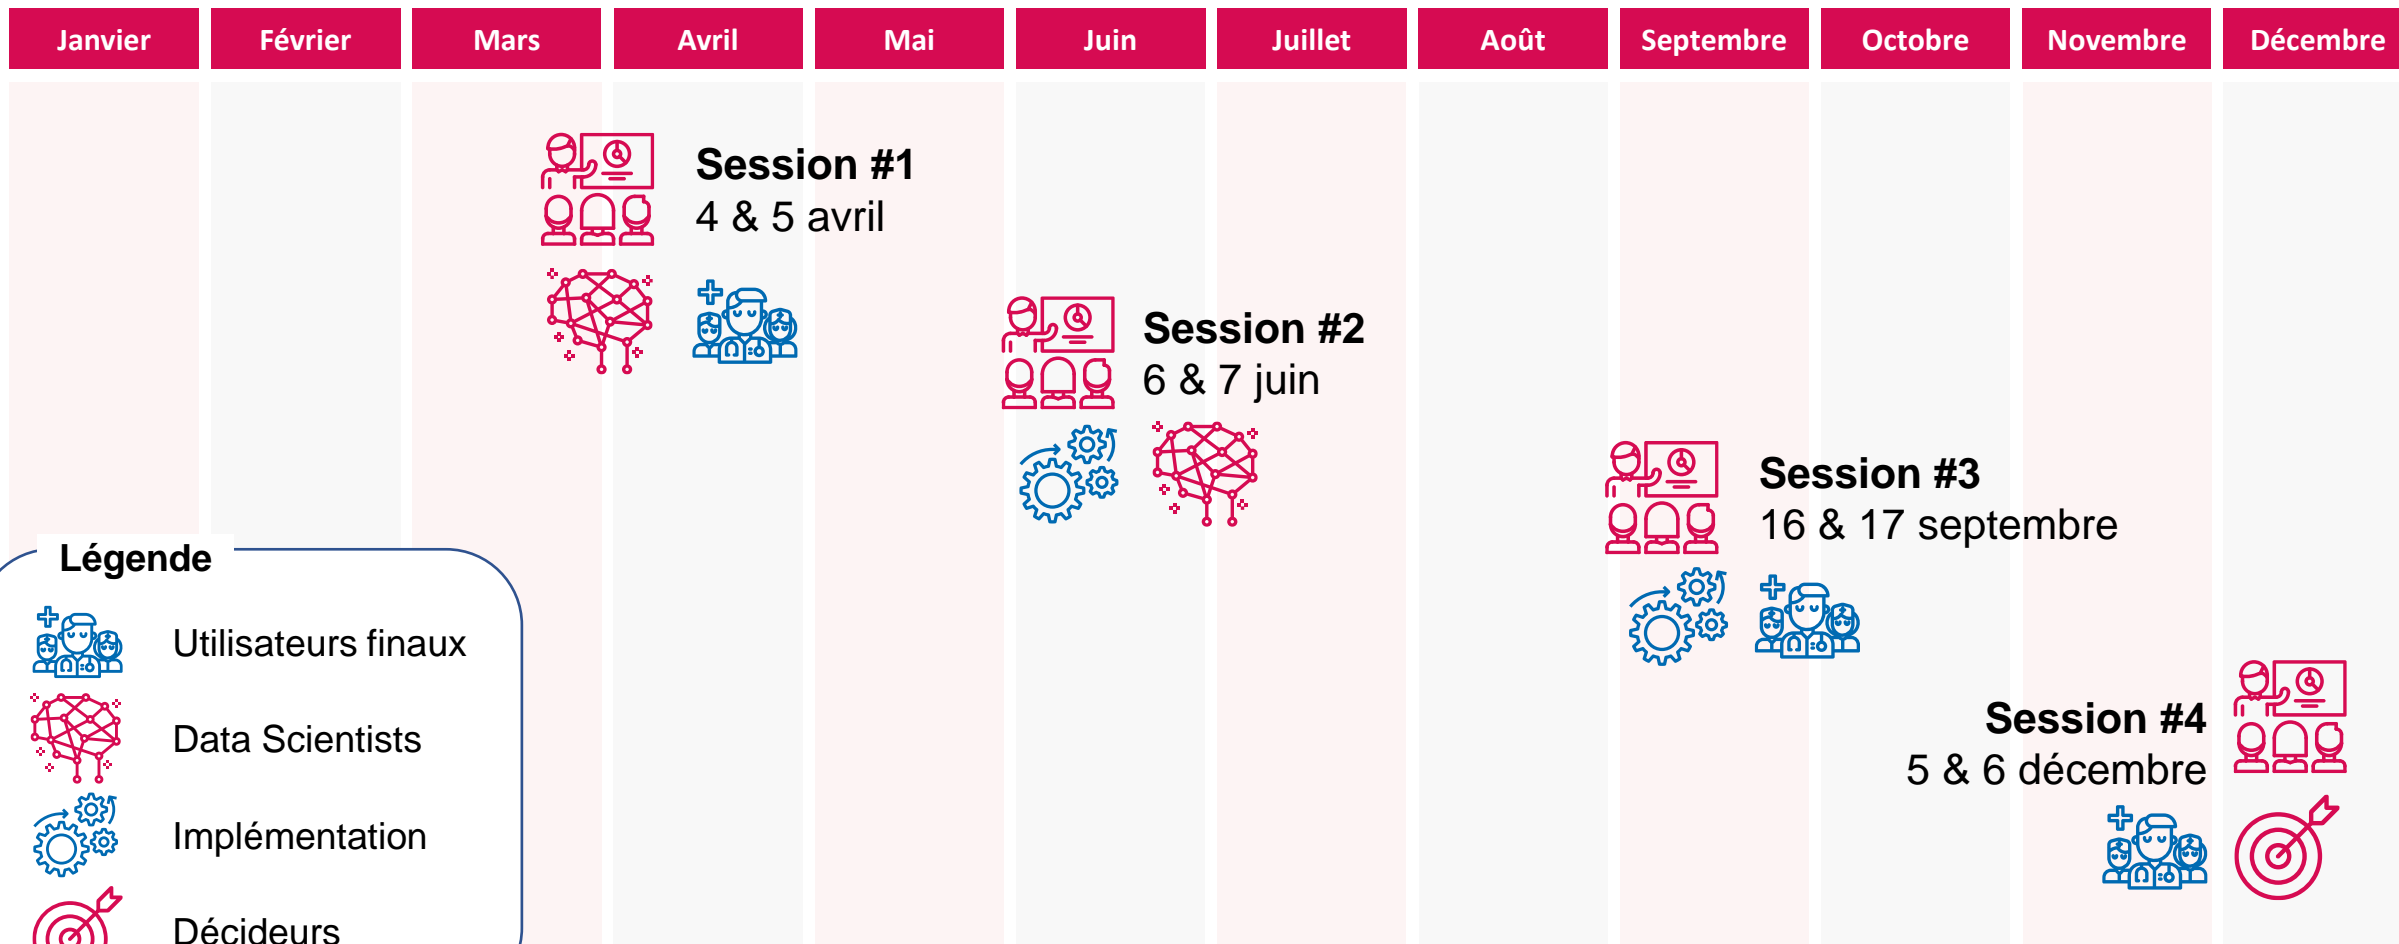 Janvier
Février
Mars
Avril
Mai
Juin
Juillet
Août
Septembre
Octobre
Novembre
Décembre
Session #1
4 & 5 avril
Session #2
6 & 7 juin
Session #3
16 & 17 septembre
Session #4
5 & 6 décembre
Légende
Utilisateurs finaux
Data Scientists
Implémentation
Décideurs